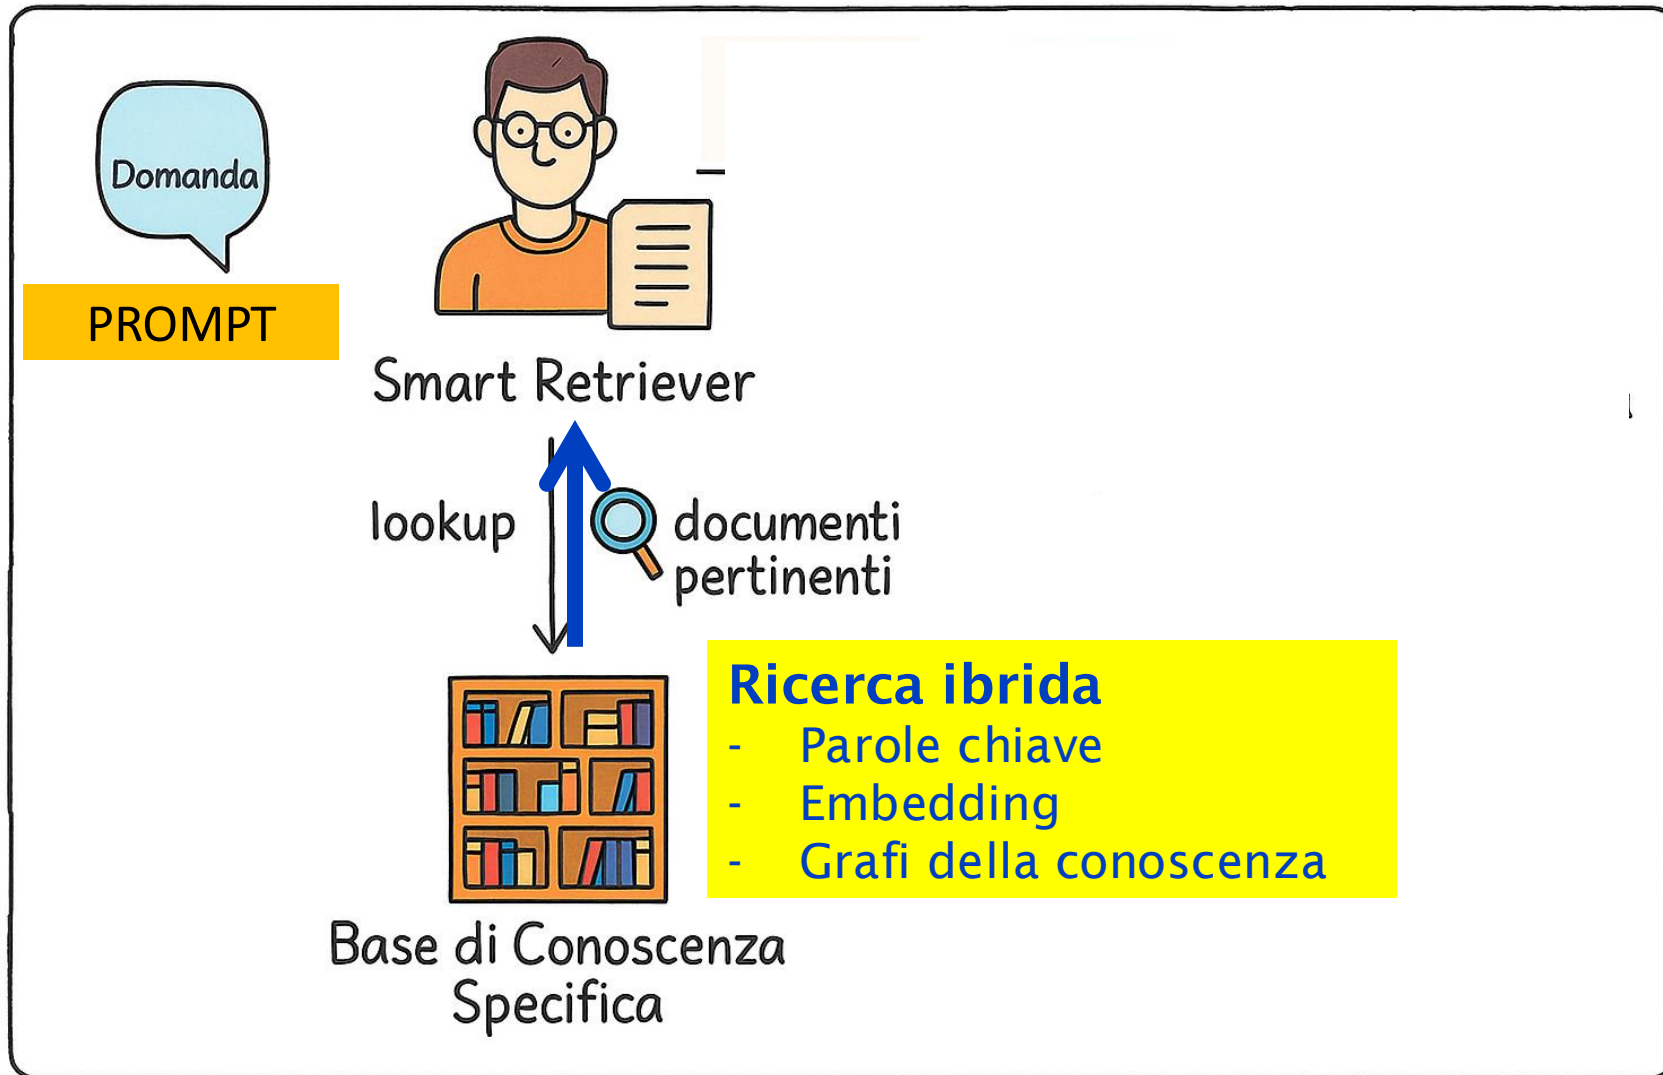 Domanda
PROMPT
Smart Retriever
lookup
documenti
pertinenti
Ricerca ibrida
- Parole chiave
- Embedding
- Grafi della conoscenza
Base di Conoscenza
Specifica